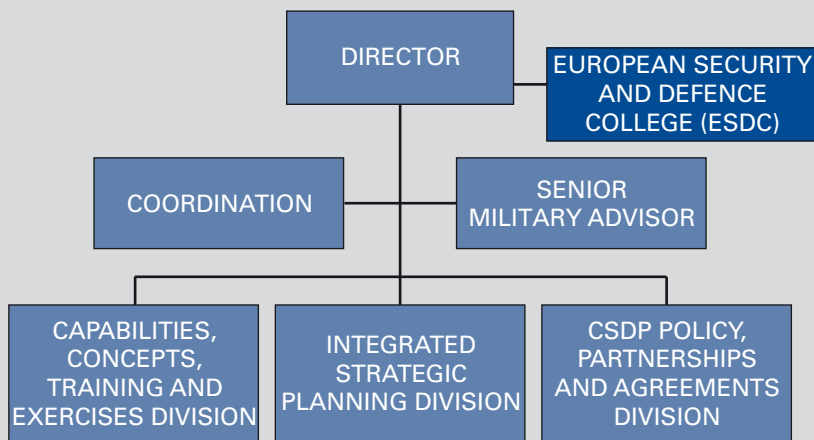 DIRECTOR
EUROPEAN SECURITY
AND DEFENCE
COLLEGE (ESDC)
COORDINATION
SENIOR
MILITARY ADVISOR
CAPABILITIES,
CONCEPTS,
TRAINING AND
EXERCISES DIVISION
INTEGRATED
STRATEGIC
PLANNING DIVISION
CSDP POLICY,
PARTNERSHIPS
AND AGREEMENTS
DIVISION